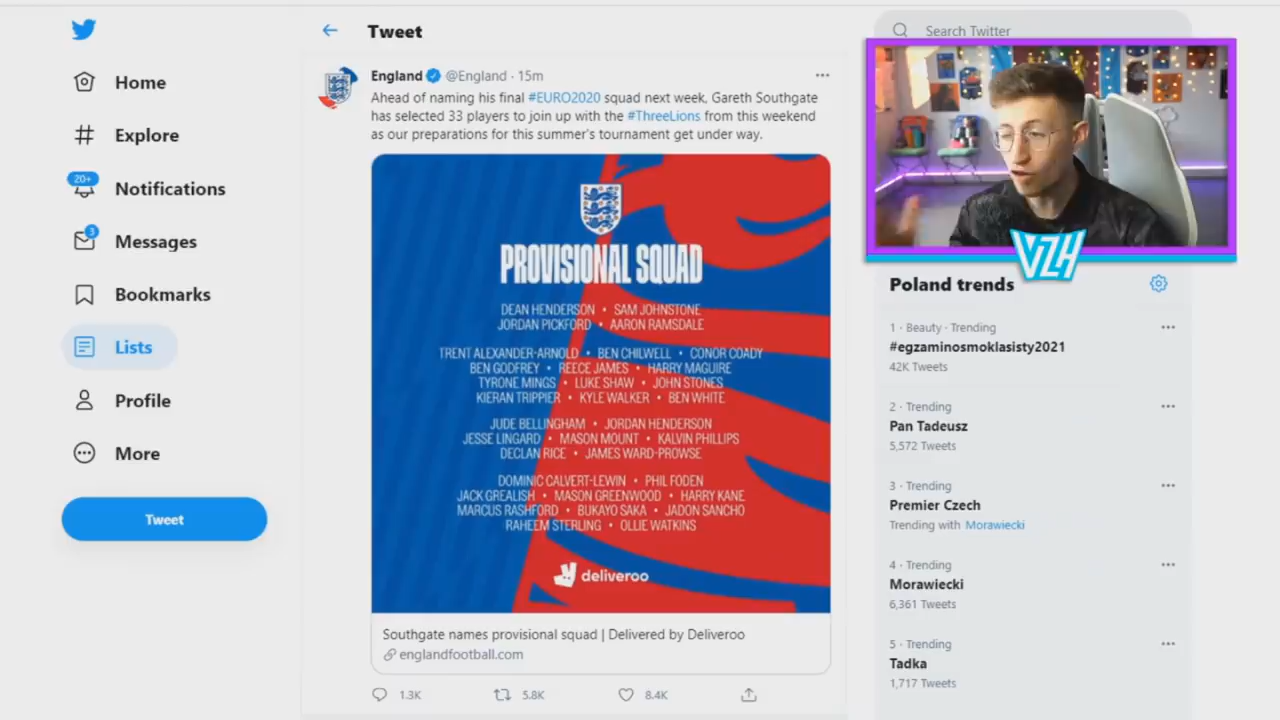 Home
Explore
20+
Notifications
3
Messages
Bookmarks
Lists
Profile
More
Tweet
Tweet
England @England · 15m
Ahead of naming his final #EURO2020 squad next week, Gareth Southgate
has selected 33 players to join up with the #ThreeLions from this weekend
as our preparations for this summer's tournament get under way.
PROVISIONAL SQUAD
DEAN HENDERSON • SAM JOHNSTONE
JORDAN PICKFORD • AARON RAMSDALE
TRENT ALEXANDER-ARNOLD • BEN CHILWELL • CONOR COADY
BEN GODFREY • REECE JAMES • HARRY MAGUIRE
TYRONE MINGS • LUKE SHAW • JOHN STONES
KIERAN TRIPPIER • KYLE WALKER • BEN WHITE
JUDE BELLINGHAM • JORDAN HENDERSON
JESSE LINGARD • MASON MOUNT • KALVIN PHILLIPS
DECLAN RICE • JAMES WARD-PROWSE
DOMINIC CALVERT-LEWIN • PHIL FODEN
JACK GREALISH • MASON GREENWOOD • HARRY KANE
MARCUS RASHFORD • BUKAYO SAKA • JADON SANCHO
RAHEEM STERLING • OLLIE WATKINS
deliveroo
Southgate names provisional squad | Delivered by Deliveroo
englandfootball.com
1.3K 5.8K 8.4K
Search Twitter
VZH
Poland trends
1 · Beauty · Trending
#egzaminosmoklasisty2021
42K Tweets
2 · Trending
Pan Tadeusz
5,572 Tweets
3 · Trending
Premier Czech
Trending with Morawiecki
4 · Trending
Morawiecki
6,361 Tweets
5 · Trending
Tadka
1,717 Tweets